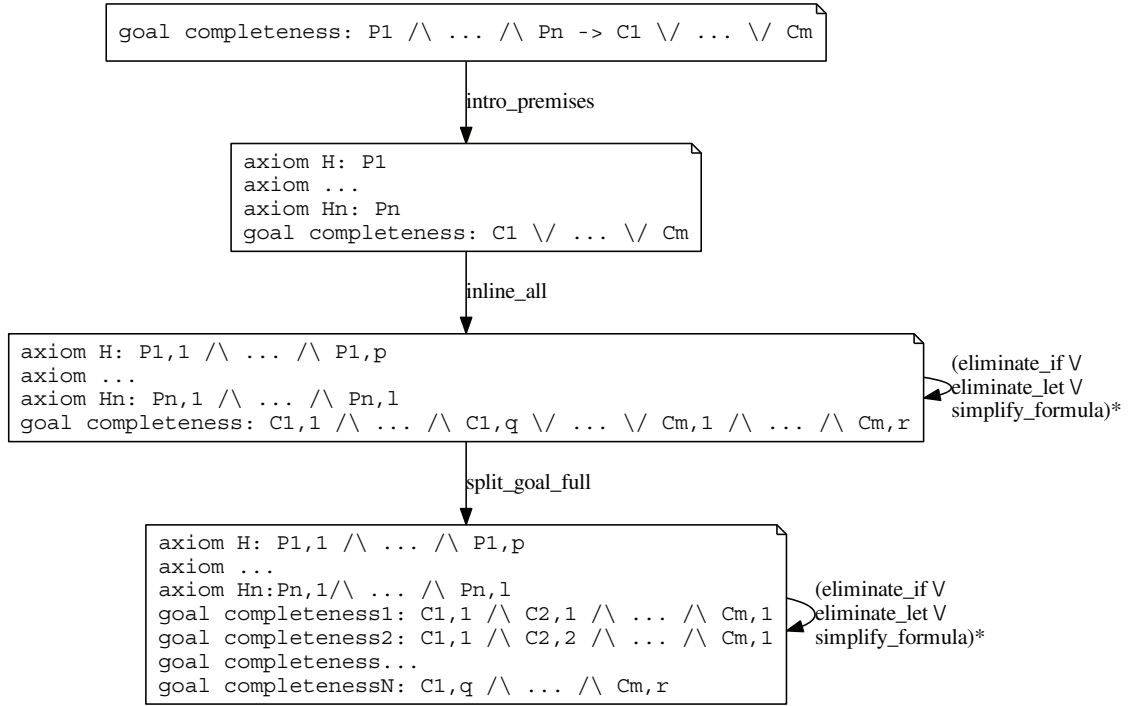 goal completeness: P1 /\ ... /\ Pn -> C1 \/ ... \/ Cm
intro_premises
axiom H: P1
axiom ...
axiom Hn: Pn
goal completeness: C1 \/ ... \/ Cm
inline_all
axiom H: P1,1 /\ ... /\ P1,p
axiom ...
axiom Hn: Pn,1 /\ ... /\ Pn,l
goal completeness: C1,1 /\ ... /\ C1,q \/ ... \/ Cm,1 /\ ... /\ Cm,r
(eliminate_if \/
eliminate_let \/
simplify_formula)*
split_goal_full
axiom H: P1,1 /\ ... /\ P1,p
axiom ...
axiom Hn:Pn,1/\ ... /\ Pn,l
goal completeness1: C1,1 /\ C2,1 /\ ... /\ Cm,1
goal completeness2: C1,1 /\ C2,2 /\ ... /\ Cm,1
goal completeness...
goal completenessN: C1,q /\ ... /\ Cm,r
(eliminate_if \/
eliminate_let \/
simplify_formula)*